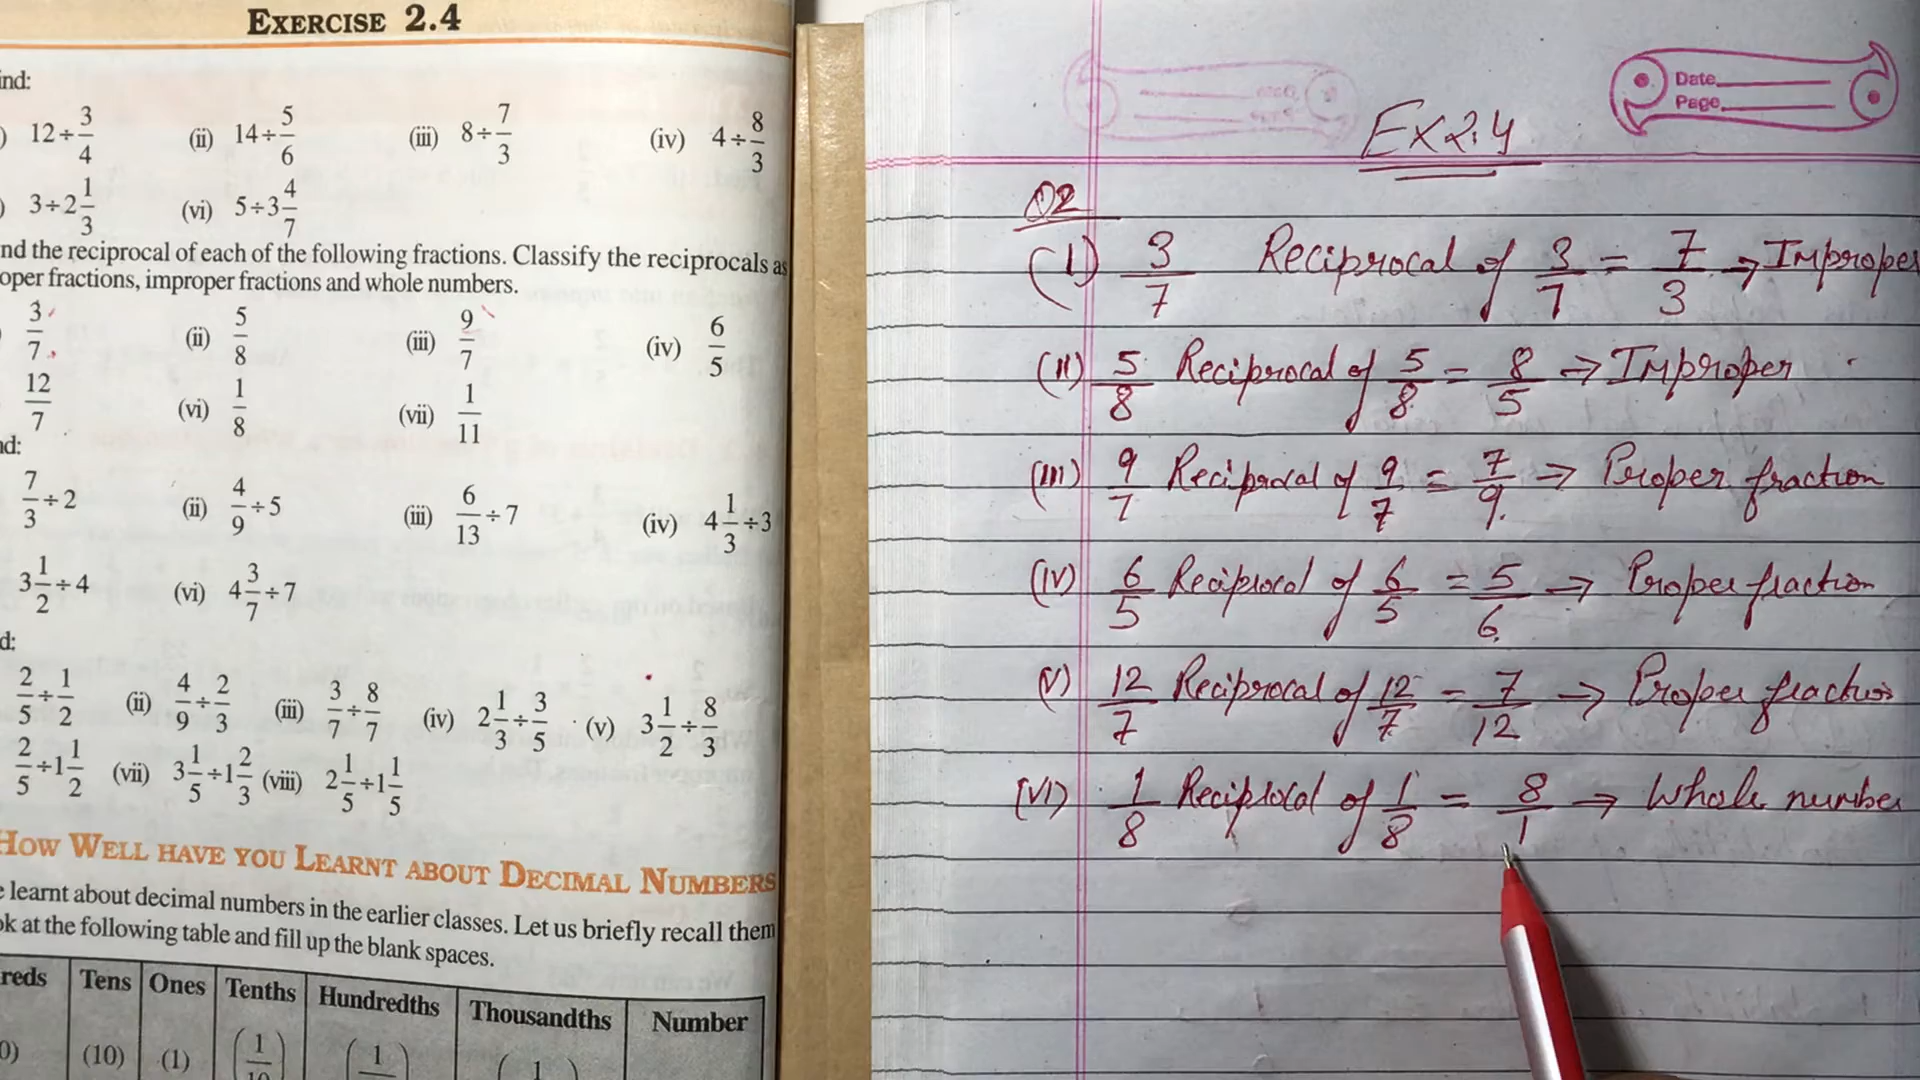 EXERCISE 2.4
ind:
) 12÷3/4 (ii) 14÷5/6 (iii) 8÷7/3 (iv) 4÷8/3
) 3÷2 1/3 (vi) 5÷3 4/7
nd the reciprocal of each of the following fractions. Classify the reciprocals as
oper fractions, improper fractions and whole numbers.
3/7 (ii) 5/8 (iii) 9/7 (iv) 6/5
12/7 (vi) 1/8 (vii) 1/11
nd:
7/3÷2 (ii) 4/9÷5 (iii) 6/13÷7 (iv) 4 1/3÷3
3 1/2÷4 (vi) 4 3/7÷7
d:
2/5÷1/2 (ii) 4/9÷2/3 (iii) 3/7÷8/7 (iv) 2 1/3÷3/5 (v) 3 1/2÷8/3
2/5÷1 1/2 (vii) 3 1/5÷1 2/3 (viii) 2 1/5÷1 1/5
HOW WELL HAVE YOU LEARNT ABOUT DECIMAL NUMBERS
e learnt about decimal numbers in the earlier classes. Let us briefly recall them
ok at the following table and fill up the blank spaces.
reds Tens Ones Tenths Hundredths Thousandths Number
0) (10) (1) (1/10) (1 (1
Date
Page
Ex 2.4
Q2
(I) 3/7 Reciprocal of 3/7 = 7/3 → Improper
(II) 5/8 Reciprocal of 5/8 = 8/5 ⇒ Improper
(III) 9/7 Reciprocal of 9/7 = 7/9 ⇒ Proper fraction
(IV) 6/5 Reciprocal of 6/5 = 5/6 → Proper fraction
(V) 12/7 Reciprocal of 12/7 = 7/12 → Proper fraction
(VI) 1/8 Reciprocal of 1/8 = 8/1 → Whole number